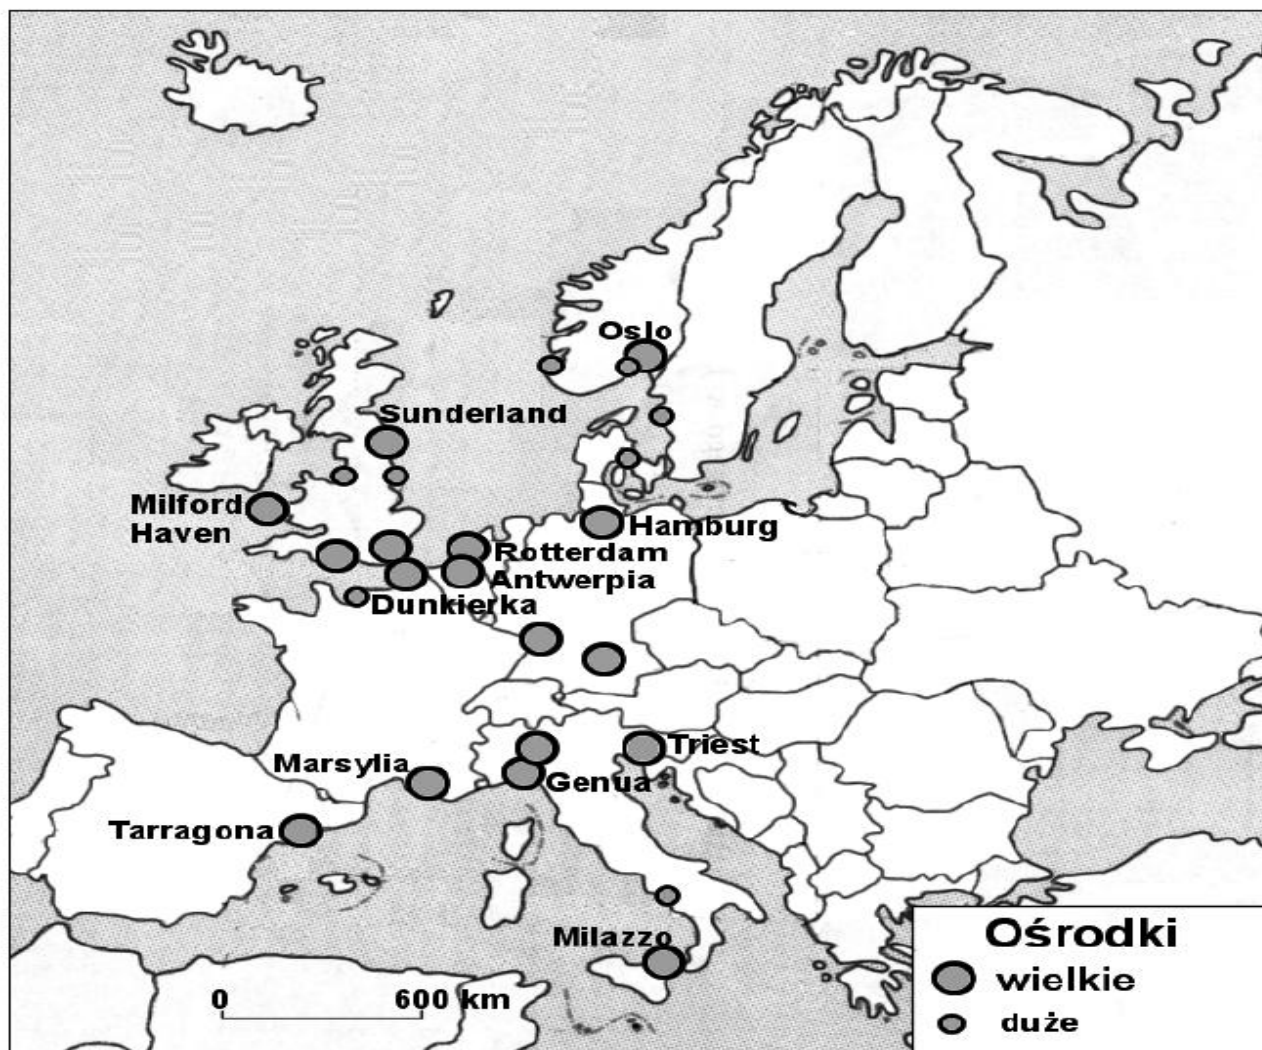 Oslo
Sunderland
Milford
Haven
Hamburg
Rotterdam
Antwerpia
Dunkierka
Triest
Marsylia
Genua
Tarragona
Milazzo
0 600 km
Ośrodki
wielkie
duże